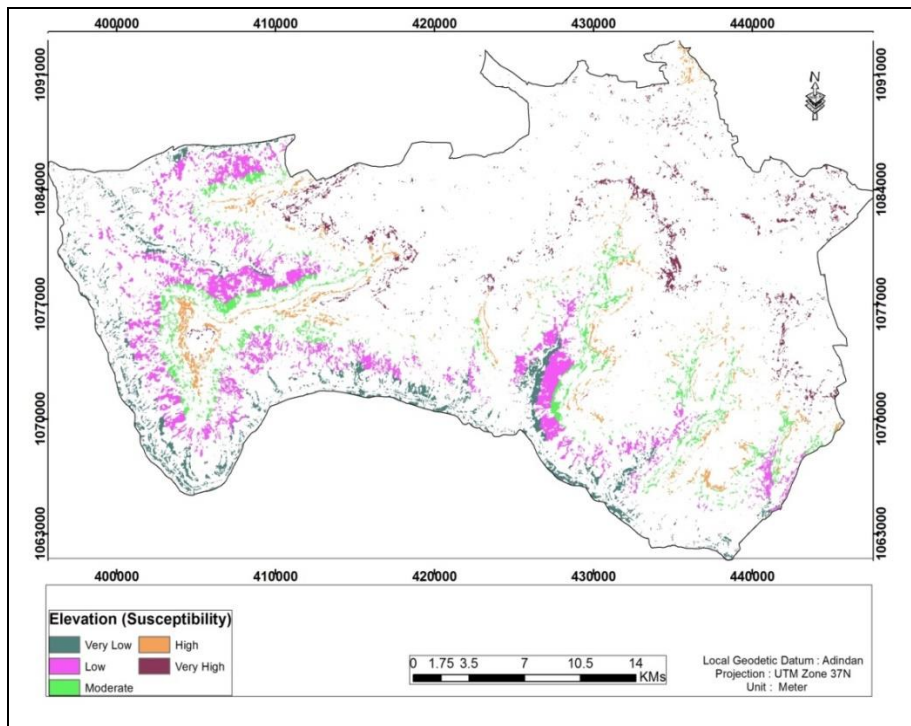 400000 410000 420000 430000 440000
1091000 1091000
N
1084000 1084000
1077000 1077000
1070000 1070000
1063000 1063000
400000 410000 420000 430000 440000
Elevation (Susceptibility)
Very Low High
Low Very High
Moderate
0 1.75 3.5 7 10.5 14
KMs
Local Geodetic Datum : Adindan
Projection : UTM Zone 37N
Unit : Meter